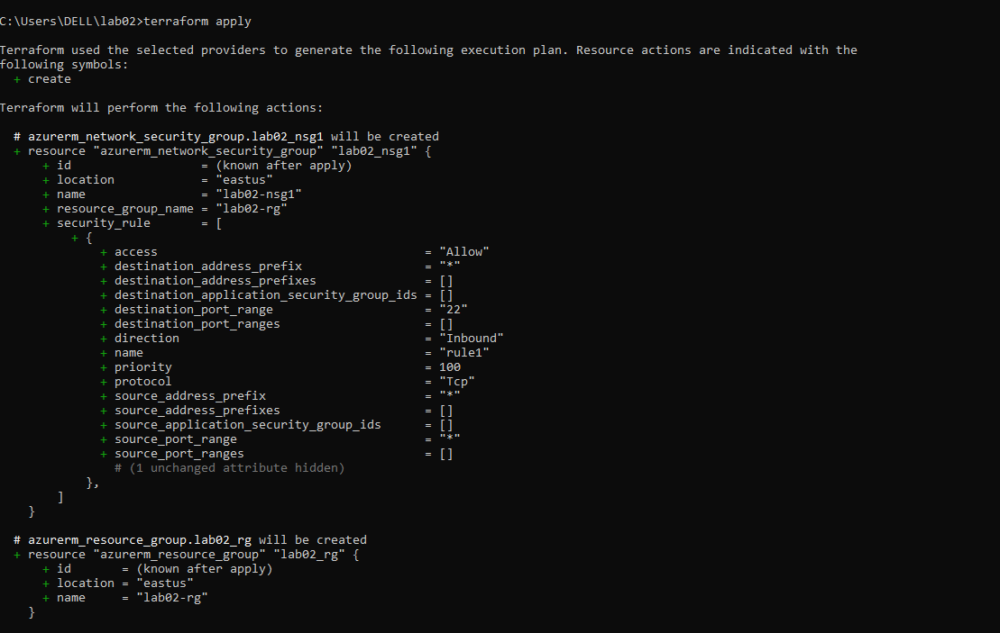 C:\Users\DELL\lab02>terraform apply
Terraform used the selected providers to generate the following execution plan. Resource actions are indicated with the
following symbols:
  + create
Terraform will perform the following actions:
  # azurerm_network_security_group.lab02_nsg1 will be created
  + resource "azurerm_network_security_group" "lab02_nsg1" {
      + id                  = (known after apply)
      + location            = "eastus"
      + name                = "lab02-nsg1"
      + resource_group_name = "lab02-rg"
      + security_rule       = [
          + {
              + access                                     = "Allow"
              + destination_address_prefix                 = "*"
              + destination_address_prefixes               = []
              + destination_application_security_group_ids = []
              + destination_port_range                     = "22"
              + destination_port_ranges                    = []
              + direction                                  = "Inbound"
              + name                                       = "rule1"
              + priority                                   = 100
              + protocol                                   = "Tcp"
              + source_address_prefix                      = "*"
              + source_address_prefixes                    = []
              + source_application_security_group_ids      = []
              + source_port_range                          = "*"
              + source_port_ranges                         = []
                # (1 unchanged attribute hidden)
            },
        ]
    }
  # azurerm_resource_group.lab02_rg will be created
  + resource "azurerm_resource_group" "lab02_rg" {
      + id       = (known after apply)
      + location = "eastus"
      + name     = "lab02-rg"
    }